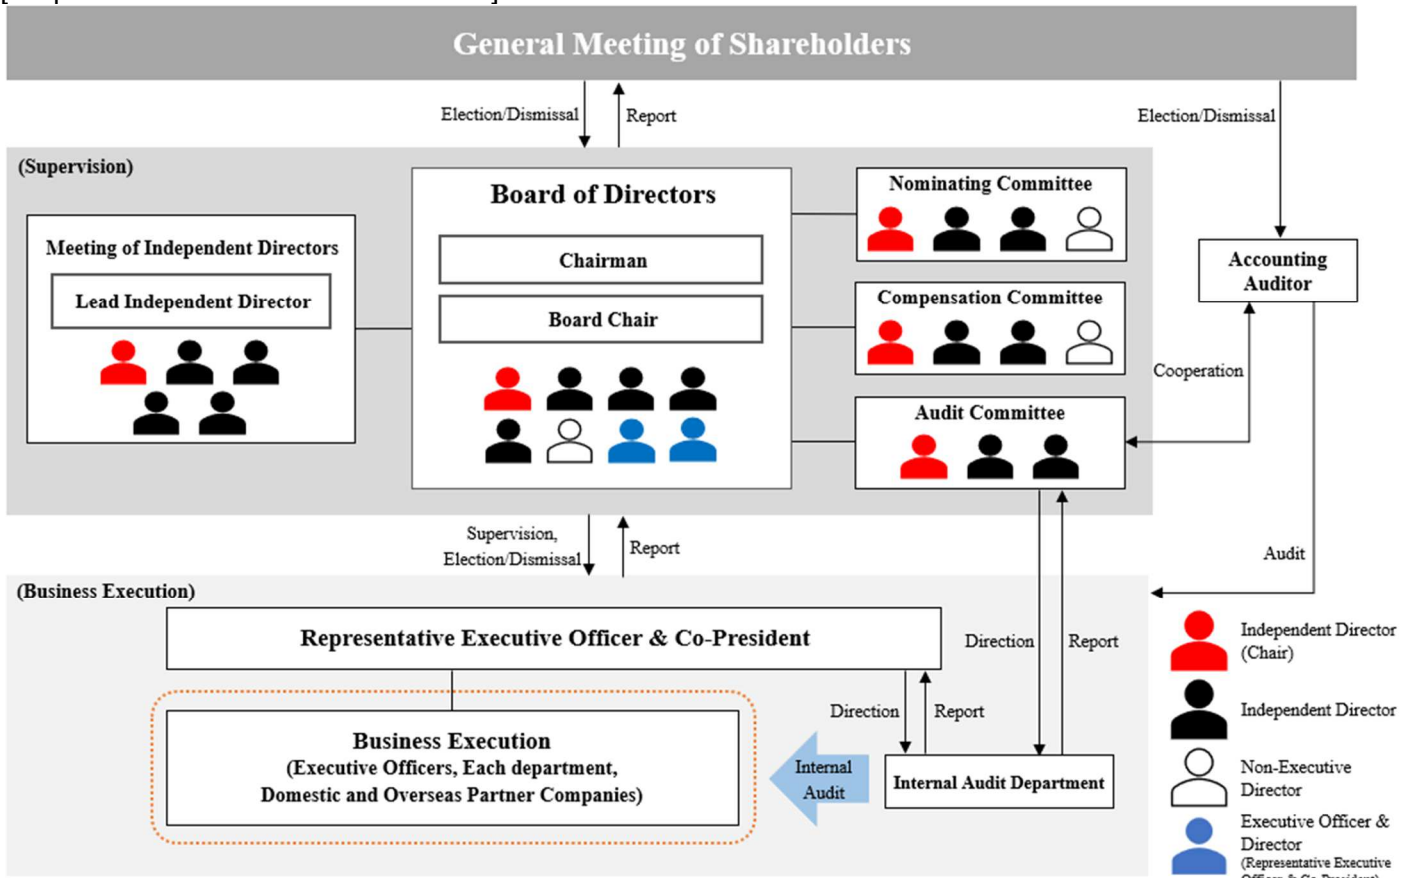 General Meeting of Shareholders
Election/Dismissal
Report
Election/Dismissal
(Supervision)
Meeting of Independent Directors
Lead Independent Director
Board of Directors
Chairman
Board Chair
Nominating Committee
Compensation Committee
Audit Committee
Accounting
Auditor
Cooperation
Supervision,
Election/Dismissal
Report
Audit
(Business Execution)
Representative Executive Officer & Co-President
Direction
Report
Direction
Report
Business Execution
(Executive Officers, Each department,
Domestic and Overseas Partner Companies)
Internal
Audit
Internal Audit Department
Independent Director
(Chair)
Independent Director
Non-Executive
Director
Executive Officer &
Director
(Representative Executive
Officer & Co-President)